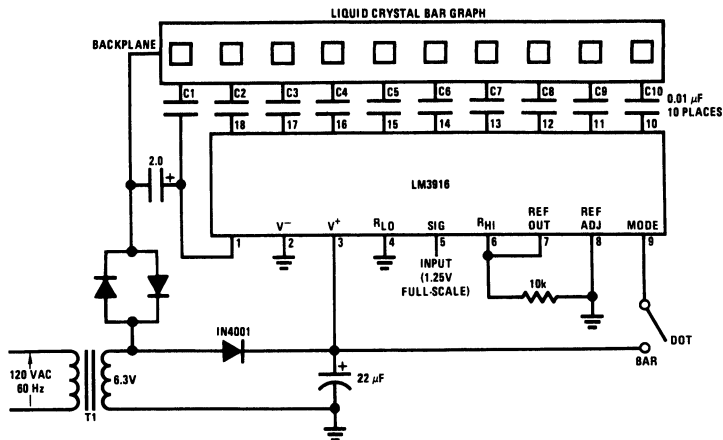 LIQUID CRYSTAL BAR GRAPH
BACKPLANE
C1 C2 C3 C4 C5 C6 C7 C8 C9 C10
0.01 μF
10 PLACES
18 17 16 15 14 13 12 11 10
2.0
+
LM3916
V− V+ RLO SIG RHI REF OUT REF ADJ MODE
1 2 3 4 5 6 7 8 9
INPUT
(1.25V
FULL-SCALE)
10k
DOT
BAR
IN4001
120 VAC
60 Hz
6.3V
T1
+
22 μF